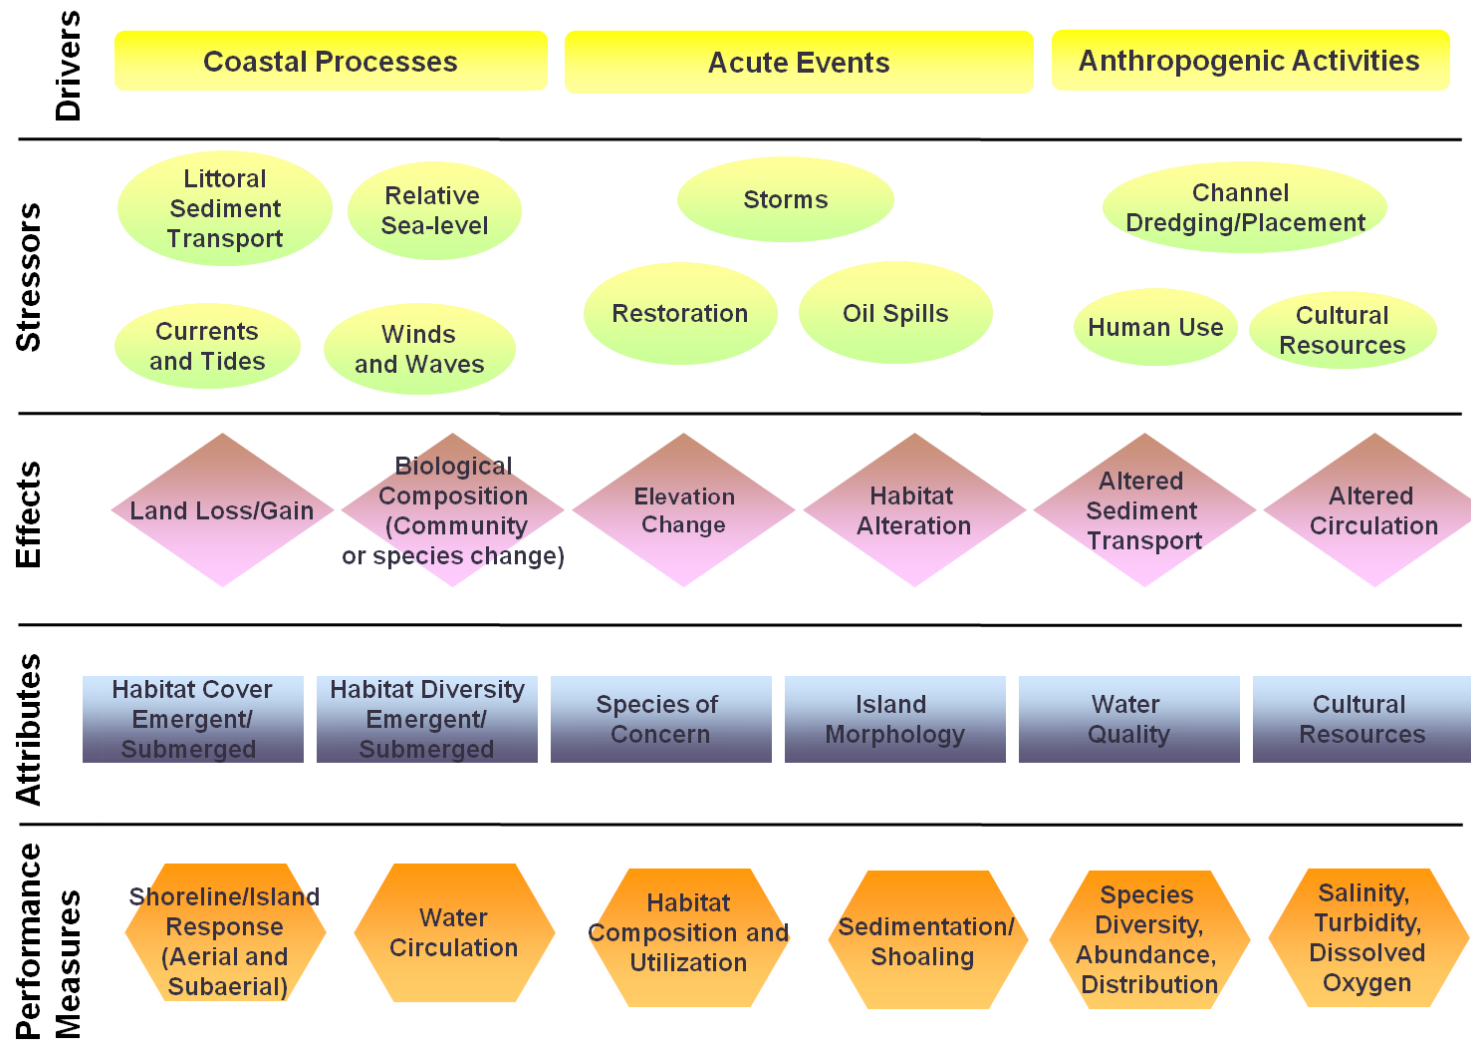 Drivers
Coastal Processes
Acute Events
Anthropogenic Activities
Stressors
Littoral
Sediment
Transport
Relative
Sea-level
Storms
Channel
Dredging/Placement
Currents
and Tides
Winds
and Waves
Restoration
Oil Spills
Human Use
Cultural
Resources
Effects
Land Loss/Gain
Biological
Composition
(Community
or species change)
Elevation
Change
Habitat
Alteration
Altered
Sediment
Transport
Altered
Circulation
Attributes
Habitat Cover
Emergent/
Submerged
Habitat Diversity
Emergent/
Submerged
Species of
Concern
Island
Morphology
Water
Quality
Cultural
Resources
Performance
Measures
Shoreline/Island
Response
(Aerial and
Subaerial)
Water
Circulation
Habitat
Composition and
Utilization
Sedimentation/
Shoaling
Species
Diversity,
Abundance,
Distribution
Salinity,
Turbidity,
Dissolved
Oxygen